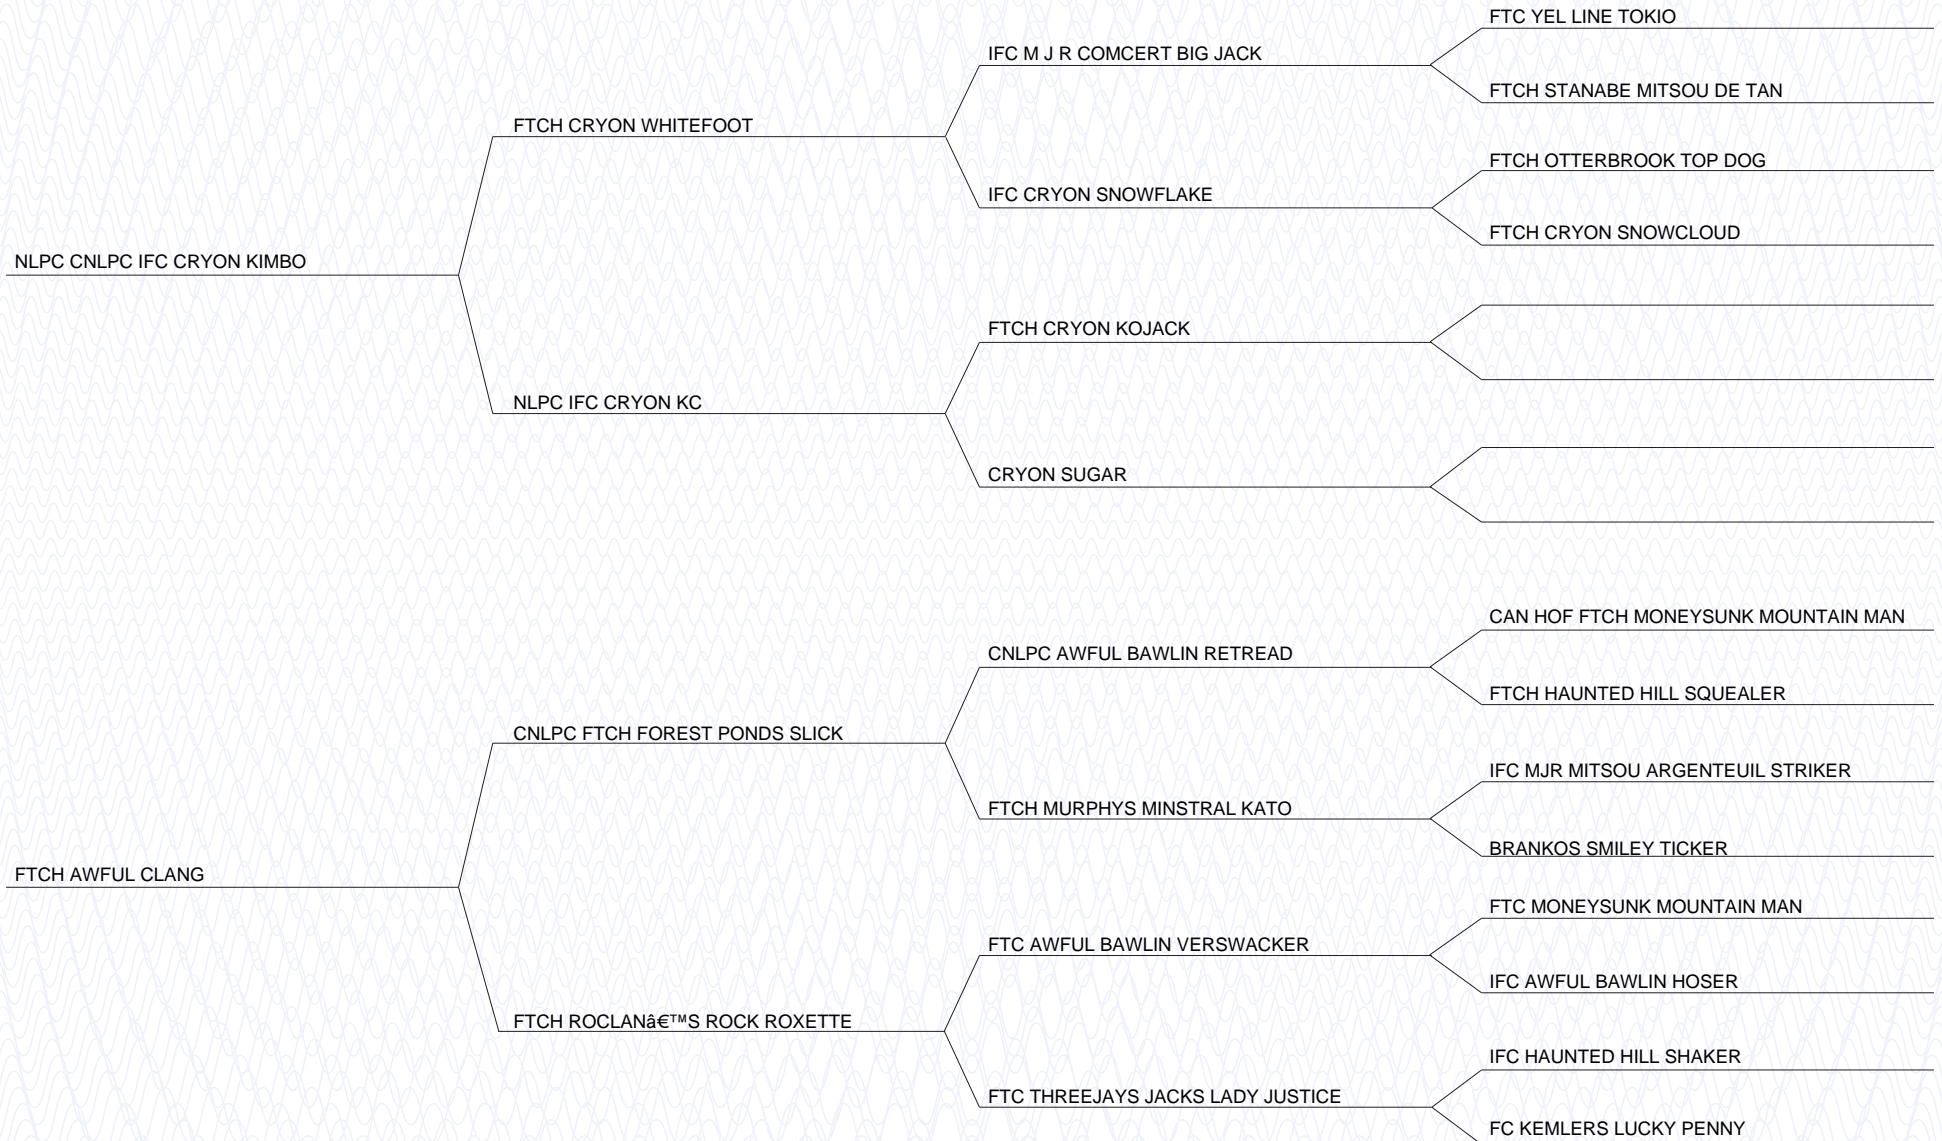 FTC YEL LINE TOKIO
IFC M J R COMCERT BIG JACK
FTCH STANABE MITSOU DE TAN
FTCH CRYON WHITEFOOT
FTCH OTTERBROOK TOP DOG
IFC CRYON SNOWFLAKE
FTCH CRYON SNOWCLOUD
NLPC CNLPC IFC CRYON KIMBO
FTCH CRYON KOJACK
NLPC IFC CRYON KC
CRYON SUGAR
CAN HOF FTCH MONEYSUNK MOUNTAIN MAN
CNLPC AWFUL BAWLIN RETREAD
FTCH HAUNTED HILL SQUEALER
CNLPC FTCH FOREST PONDS SLICK
IFC MJR MITSOU ARGENTEUIL STRIKER
FTCH MURPHYS MINSTRAL KATO
BRANKOS SMILEY TICKER
FTCH AWFUL CLANG
FTC MONEYSUNK MOUNTAIN MAN
FTC AWFUL BAWLIN VERSWACKER
IFC AWFUL BAWLIN HOSER
FTCH ROCLANâ€™S ROCK ROXETTE
IFC HAUNTED HILL SHAKER
FTC THREEJAYS JACKS LADY JUSTICE
FC KEMLERS LUCKY PENNY